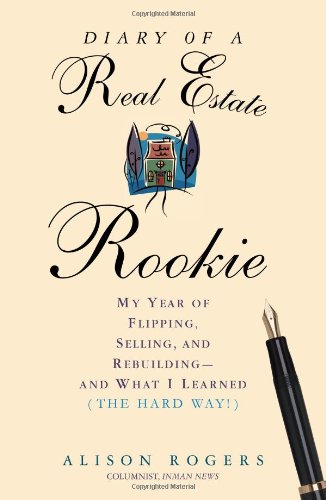 DIARY OF A
Real Estate
Rookie
MY YEAR OF
FLIPPING,
SELLING, AND
REBUILDING—
AND WHAT I LEARNED
(THE HARD WAY!)
ALISON ROGERS
COLUMNIST, INMAN NEWS